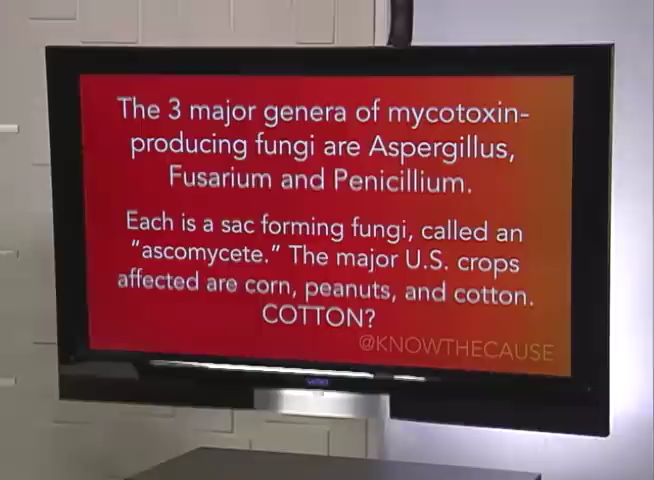 The 3 major genera of mycotoxin-
producing fungi are Aspergillus,
Fusarium and Penicillium.
Each is a sac forming fungi, called an
"ascomycete." The major U.S. crops
affected are corn, peanuts, and cotton.
COTTON?
@KNOWTHECAUSE